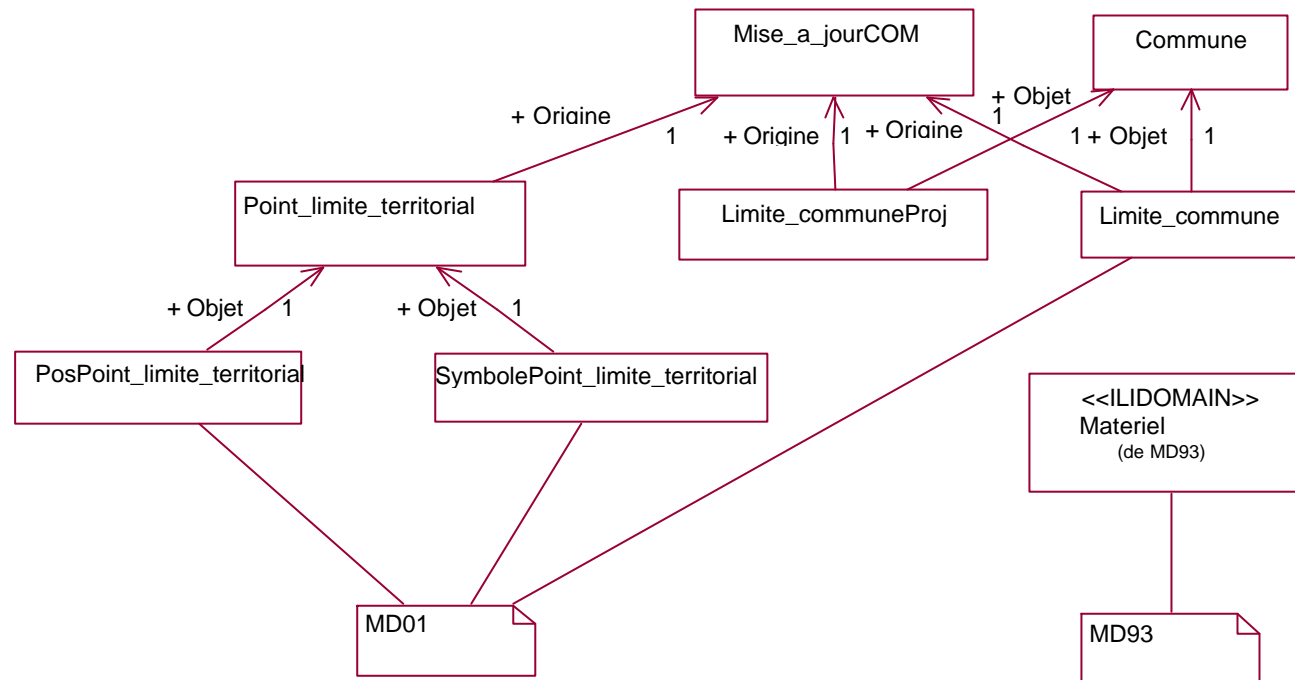 Mise_a_jourCOM
Commune
+ Objet
1
+ Origine
1
+ Origine
1
+ Origine
1
+ Objet
1
Point_limite_territorial
Limite_communeProj
Limite_commune
+ Objet
1
+ Objet
1
PosPoint_limite_territorial
SymbolePoint_limite_territorial
<<ILIDOMAIN>>
Materiel
(de MD93)
MD01
MD93